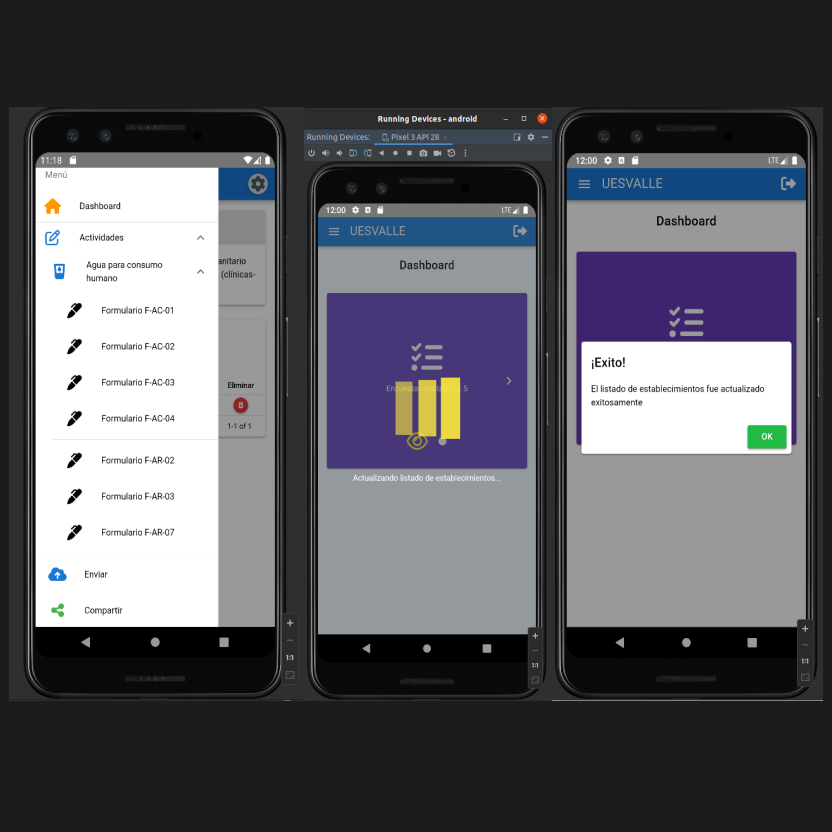 11:18
Menú
Dashboard
Actividades
Agua para consumo
humano
Formulario F-AC-01
Formulario F-AC-02
Formulario F-AC-03
Formulario F-AC-04
Formulario F-AR-02
Formulario F-AR-03
Formulario F-AR-07
Enviar
Compartir
anitario
(clínicas-
Eliminar
1-1 of 1
1:1
Running Devices - android
Running Devices:
Pixel 3 API 28
12:00
LTE
UESVALLE
Dashboard
Actualizando listado de establecimientos...
1:1
12:00
LTE
UESVALLE
Dashboard
¡Exito!
El listado de establecimientos fue actualizado
exitosamente
OK
1:1